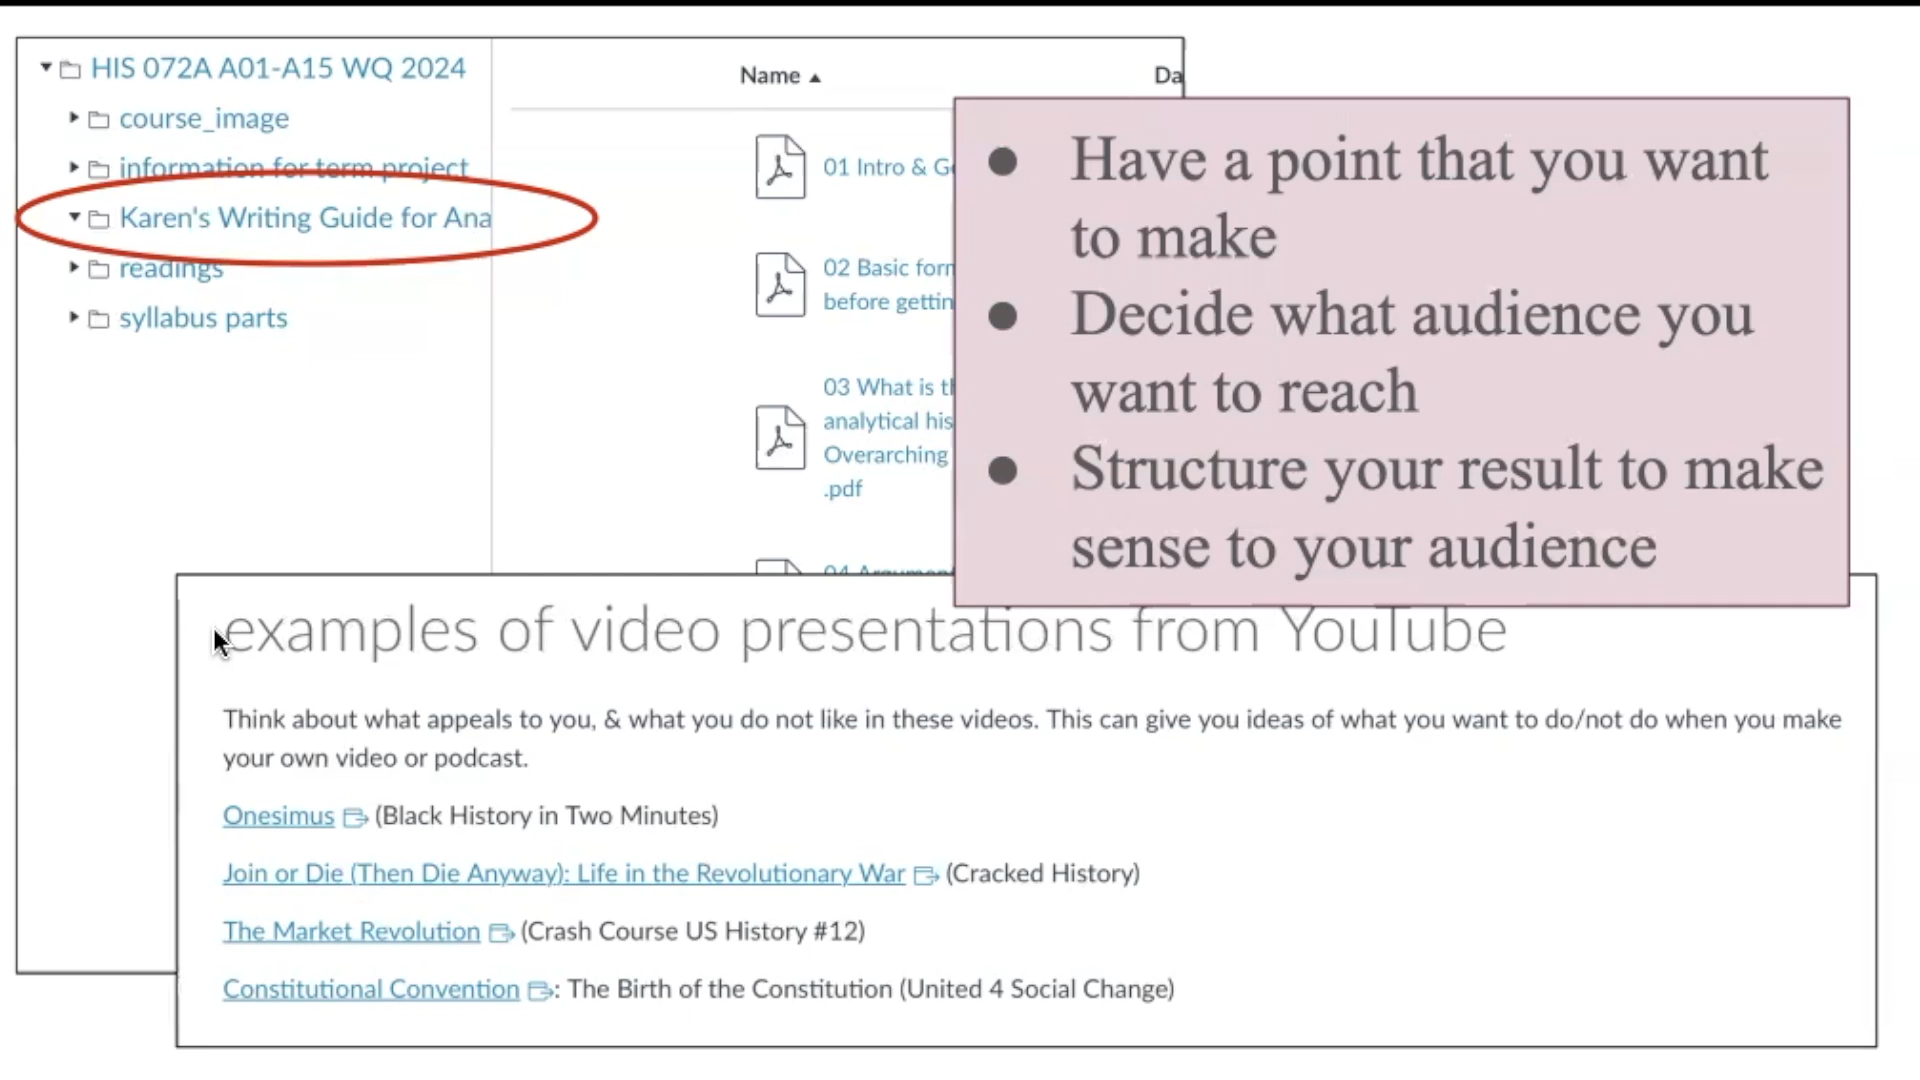 HIS 072A A01-A15 WQ 2024
course_image
information for term project
Karen's Writing Guide for Ana
readings
syllabus parts
Name
Da
01 Intro & G
02 Basic form
before gettin
03 What is t
analytical his
Overarching
.pdf
04 Argumen
Have a point that you want
to make
Decide what audience you
want to reach
Structure your result to make
sense to your audience
examples of video presentations from YouTube
Think about what appeals to you, & what you do not like in these videos. This can give you ideas of what you want to do/not do when you make
your own video or podcast.
Onesimus (Black History in Two Minutes)
Join or Die (Then Die Anyway): Life in the Revolutionary War (Cracked History)
The Market Revolution (Crash Course US History #12)
Constitutional Convention : The Birth of the Constitution (United 4 Social Change)